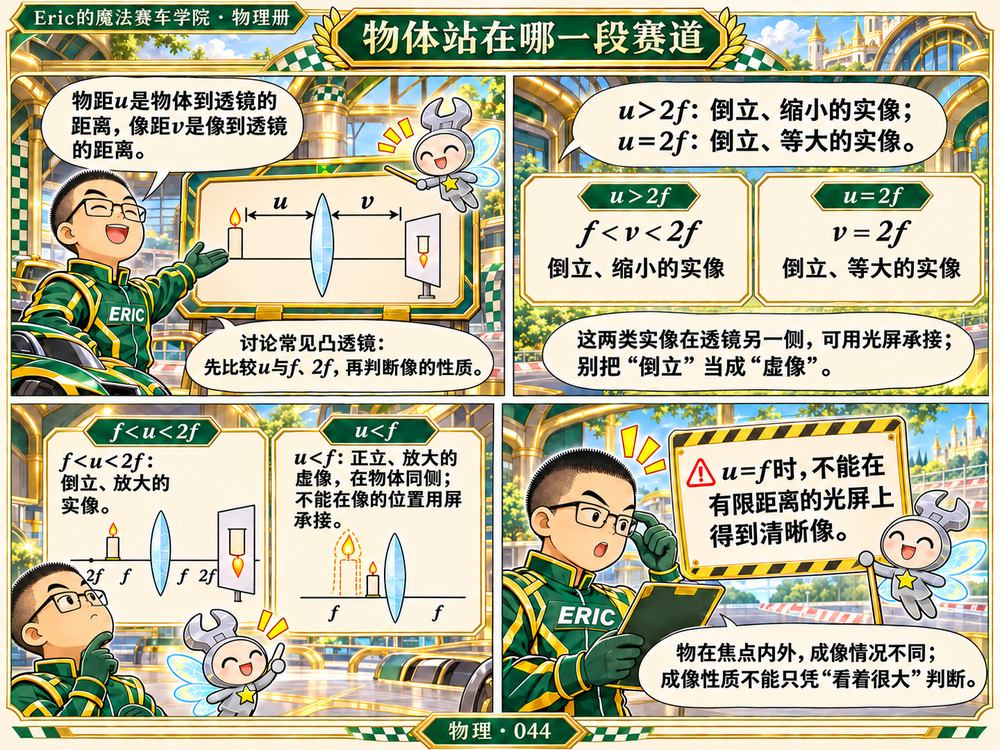 Eric的魔法赛车学院·物理册
物体站在哪一段赛道
物距u是物体到透镜的
距离，像距v是像到透镜
的距离。
u
v
ERIC
讨论常见凸透镜：
先比较u与f、2f，再判断像的性质。
u>2f：倒立、缩小的实像；
u=2f：倒立、等大的实像。
u>2f
f<v<2f
倒立、缩小的实像
u=2f
v=2f
倒立、等大的实像
这两类实像在透镜另一侧，可用光屏承接；
别把“倒立”当成“虚像”。
f<u<2f
f<u<2f：
倒立、放大的
实像。
2f f f 2f
u<f
u<f：正立、放大的
虚像，在物体同侧；
不能在像的位置用屏
承接。
f f
u=f时，不能在
有限距离的光屏上
得到清晰像。
ERIC
物在焦点内外，成像情况不同；
成像性质不能只凭“看着很大”判断。
物理·044